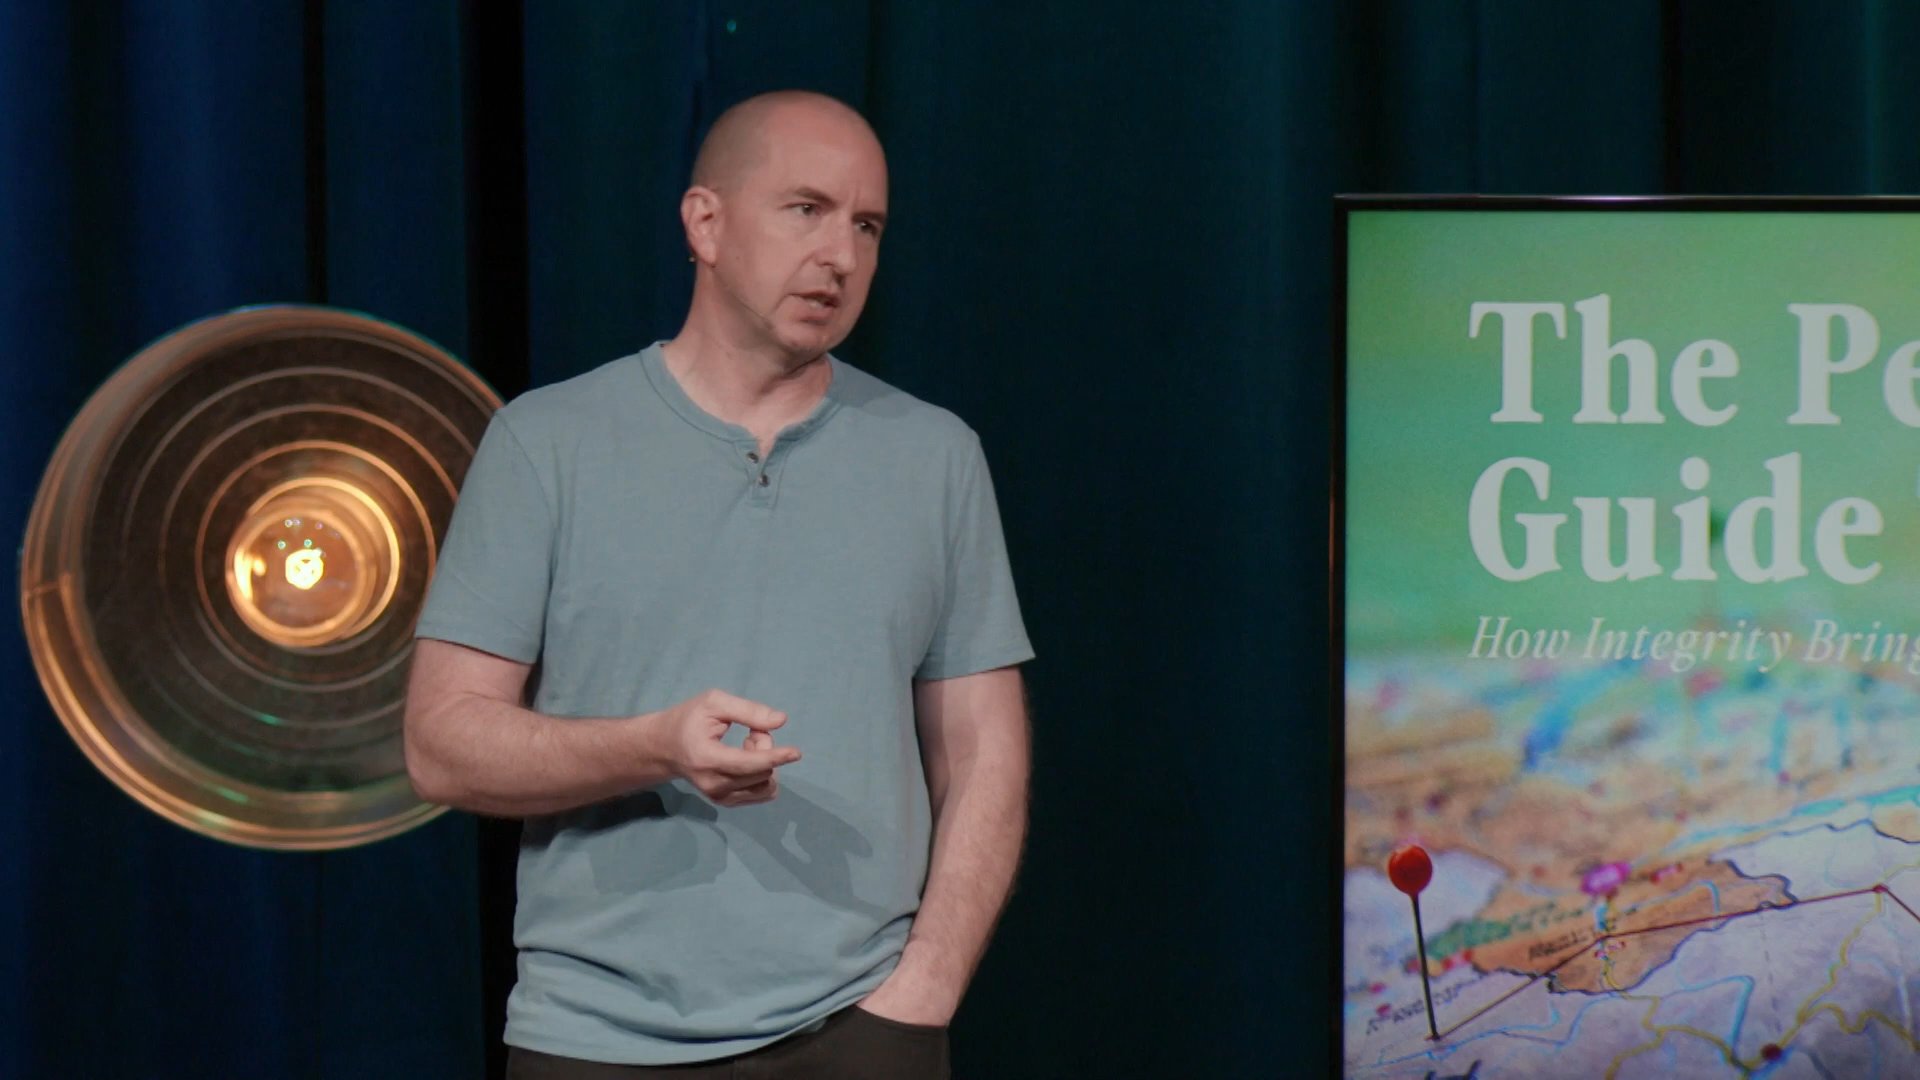 The Pe
Guide
How Integrity Bring